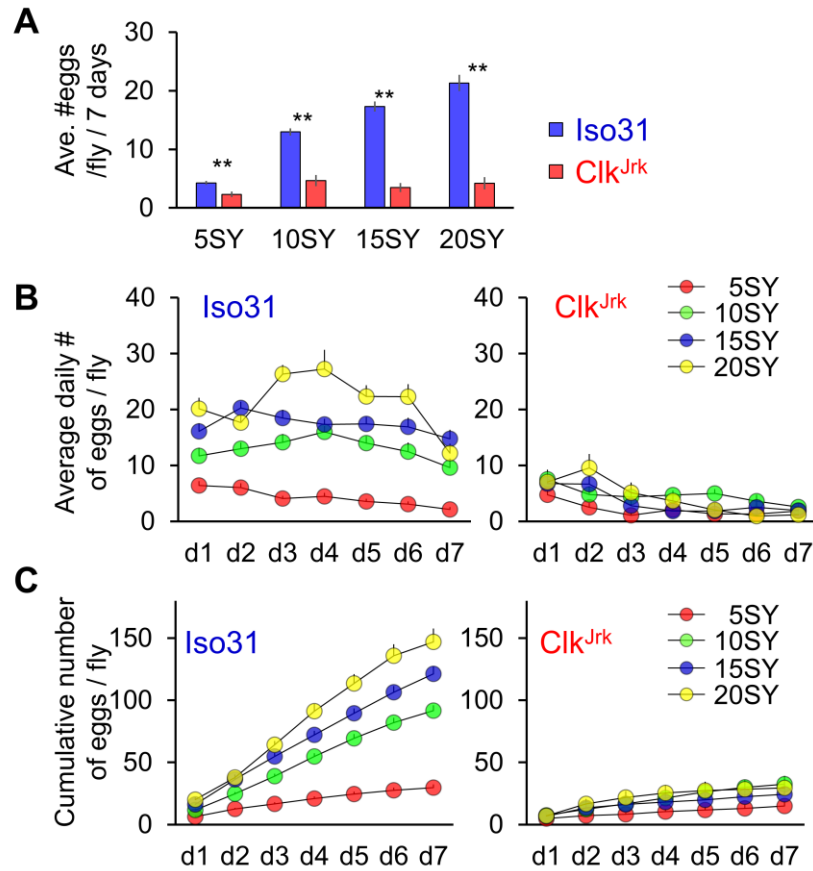 A
Ave. #eggs
/fly / 7 days
30
20
10
0
**
**
**
**
5SY
10SY
15SY
20SY
Iso31
Clk^Jrk
B
Average daily #
of eggs / fly
Iso31
40
30
20
10
0
d1 d2 d3 d4 d5 d6 d7
Clk^Jrk
40
30
20
10
0
5SY
10SY
15SY
20SY
d1 d2 d3 d4 d5 d6 d7
C
Cumulative number
of eggs / fly
Iso31
150
100
50
0
d1 d2 d3 d4 d5 d6 d7
Clk^Jrk
150
100
50
0
5SY
10SY
15SY
20SY
d1 d2 d3 d4 d5 d6 d7